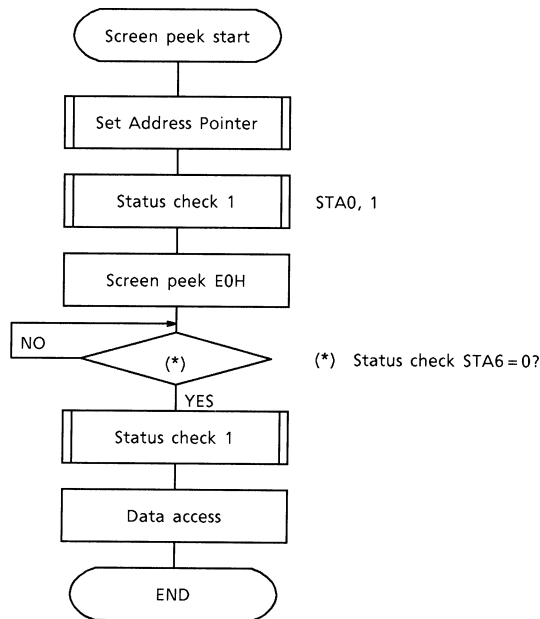 Screen peek start
Set Address Pointer
Status check 1
STA0, 1
Screen peek E0H
NO
(*)
(*) Status check STA6=0?
YES
Status check 1
Data access
END